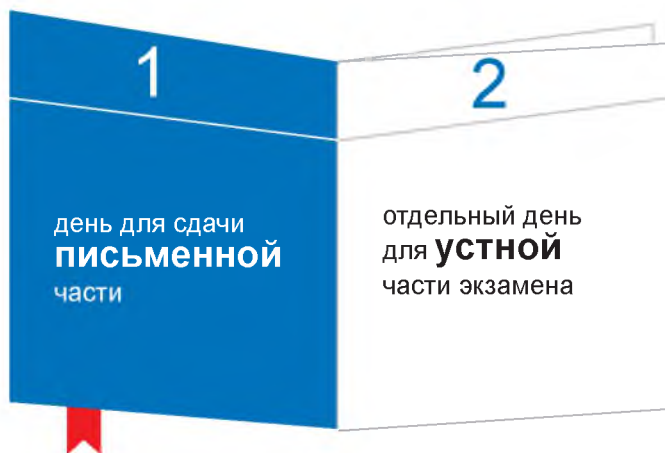 1
день для сдачи
письменной
части
2
отдельный день
для устной
части экзамена